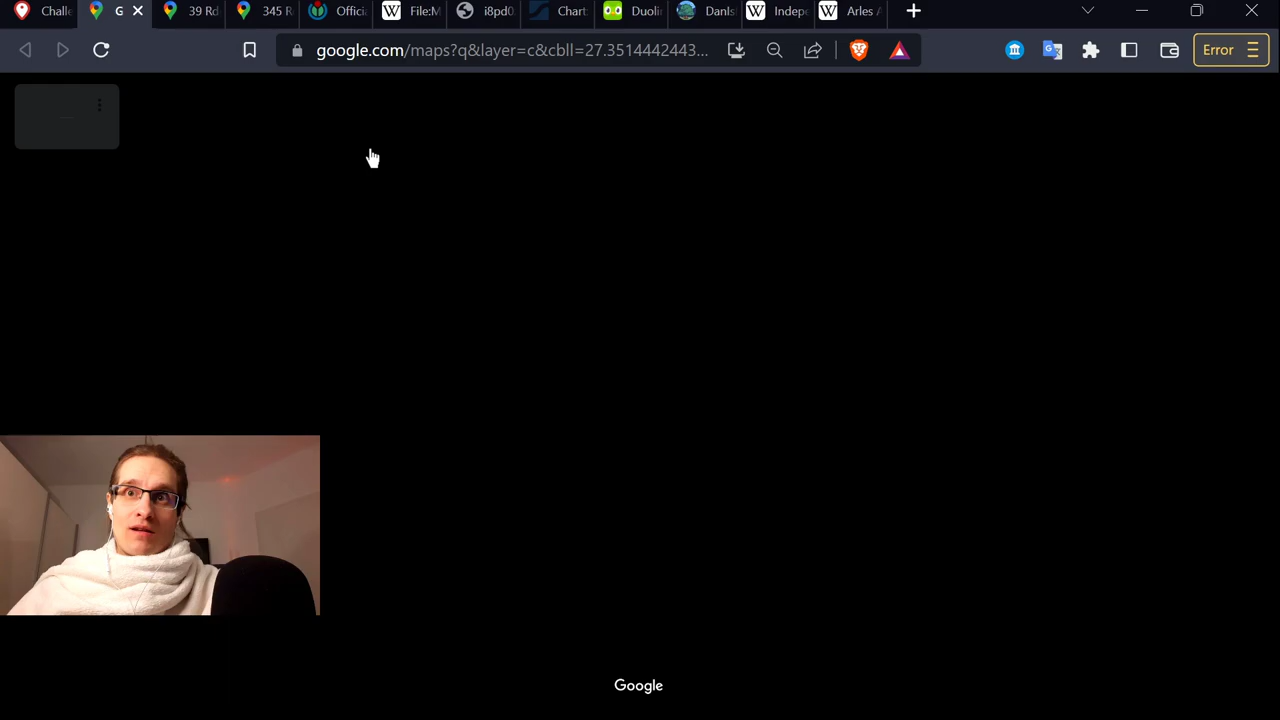 Challe
G
39 Rd
345 R
Offici
File:M
i8pd0
Chart:
Duoli
DanIs
Indep
Arles A
google.com/maps?q&layer=c&cbll=27.3514442443...
Error
Google